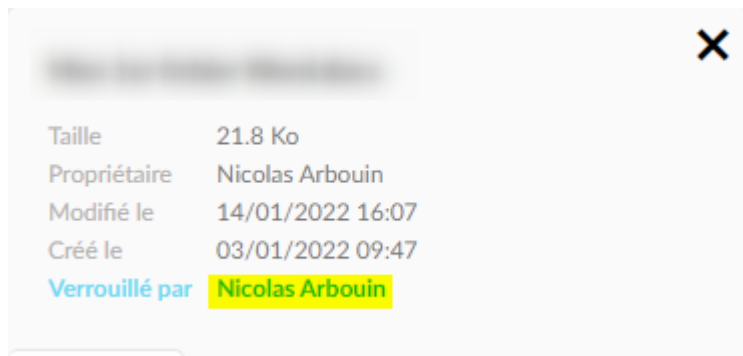 Taille 21.8 Ko
Propriétaire Nicolas Arbouin
Modifié le 14/01/2022 16:07
Créé le 03/01/2022 09:47
Verrouillé par Nicolas Arbouin